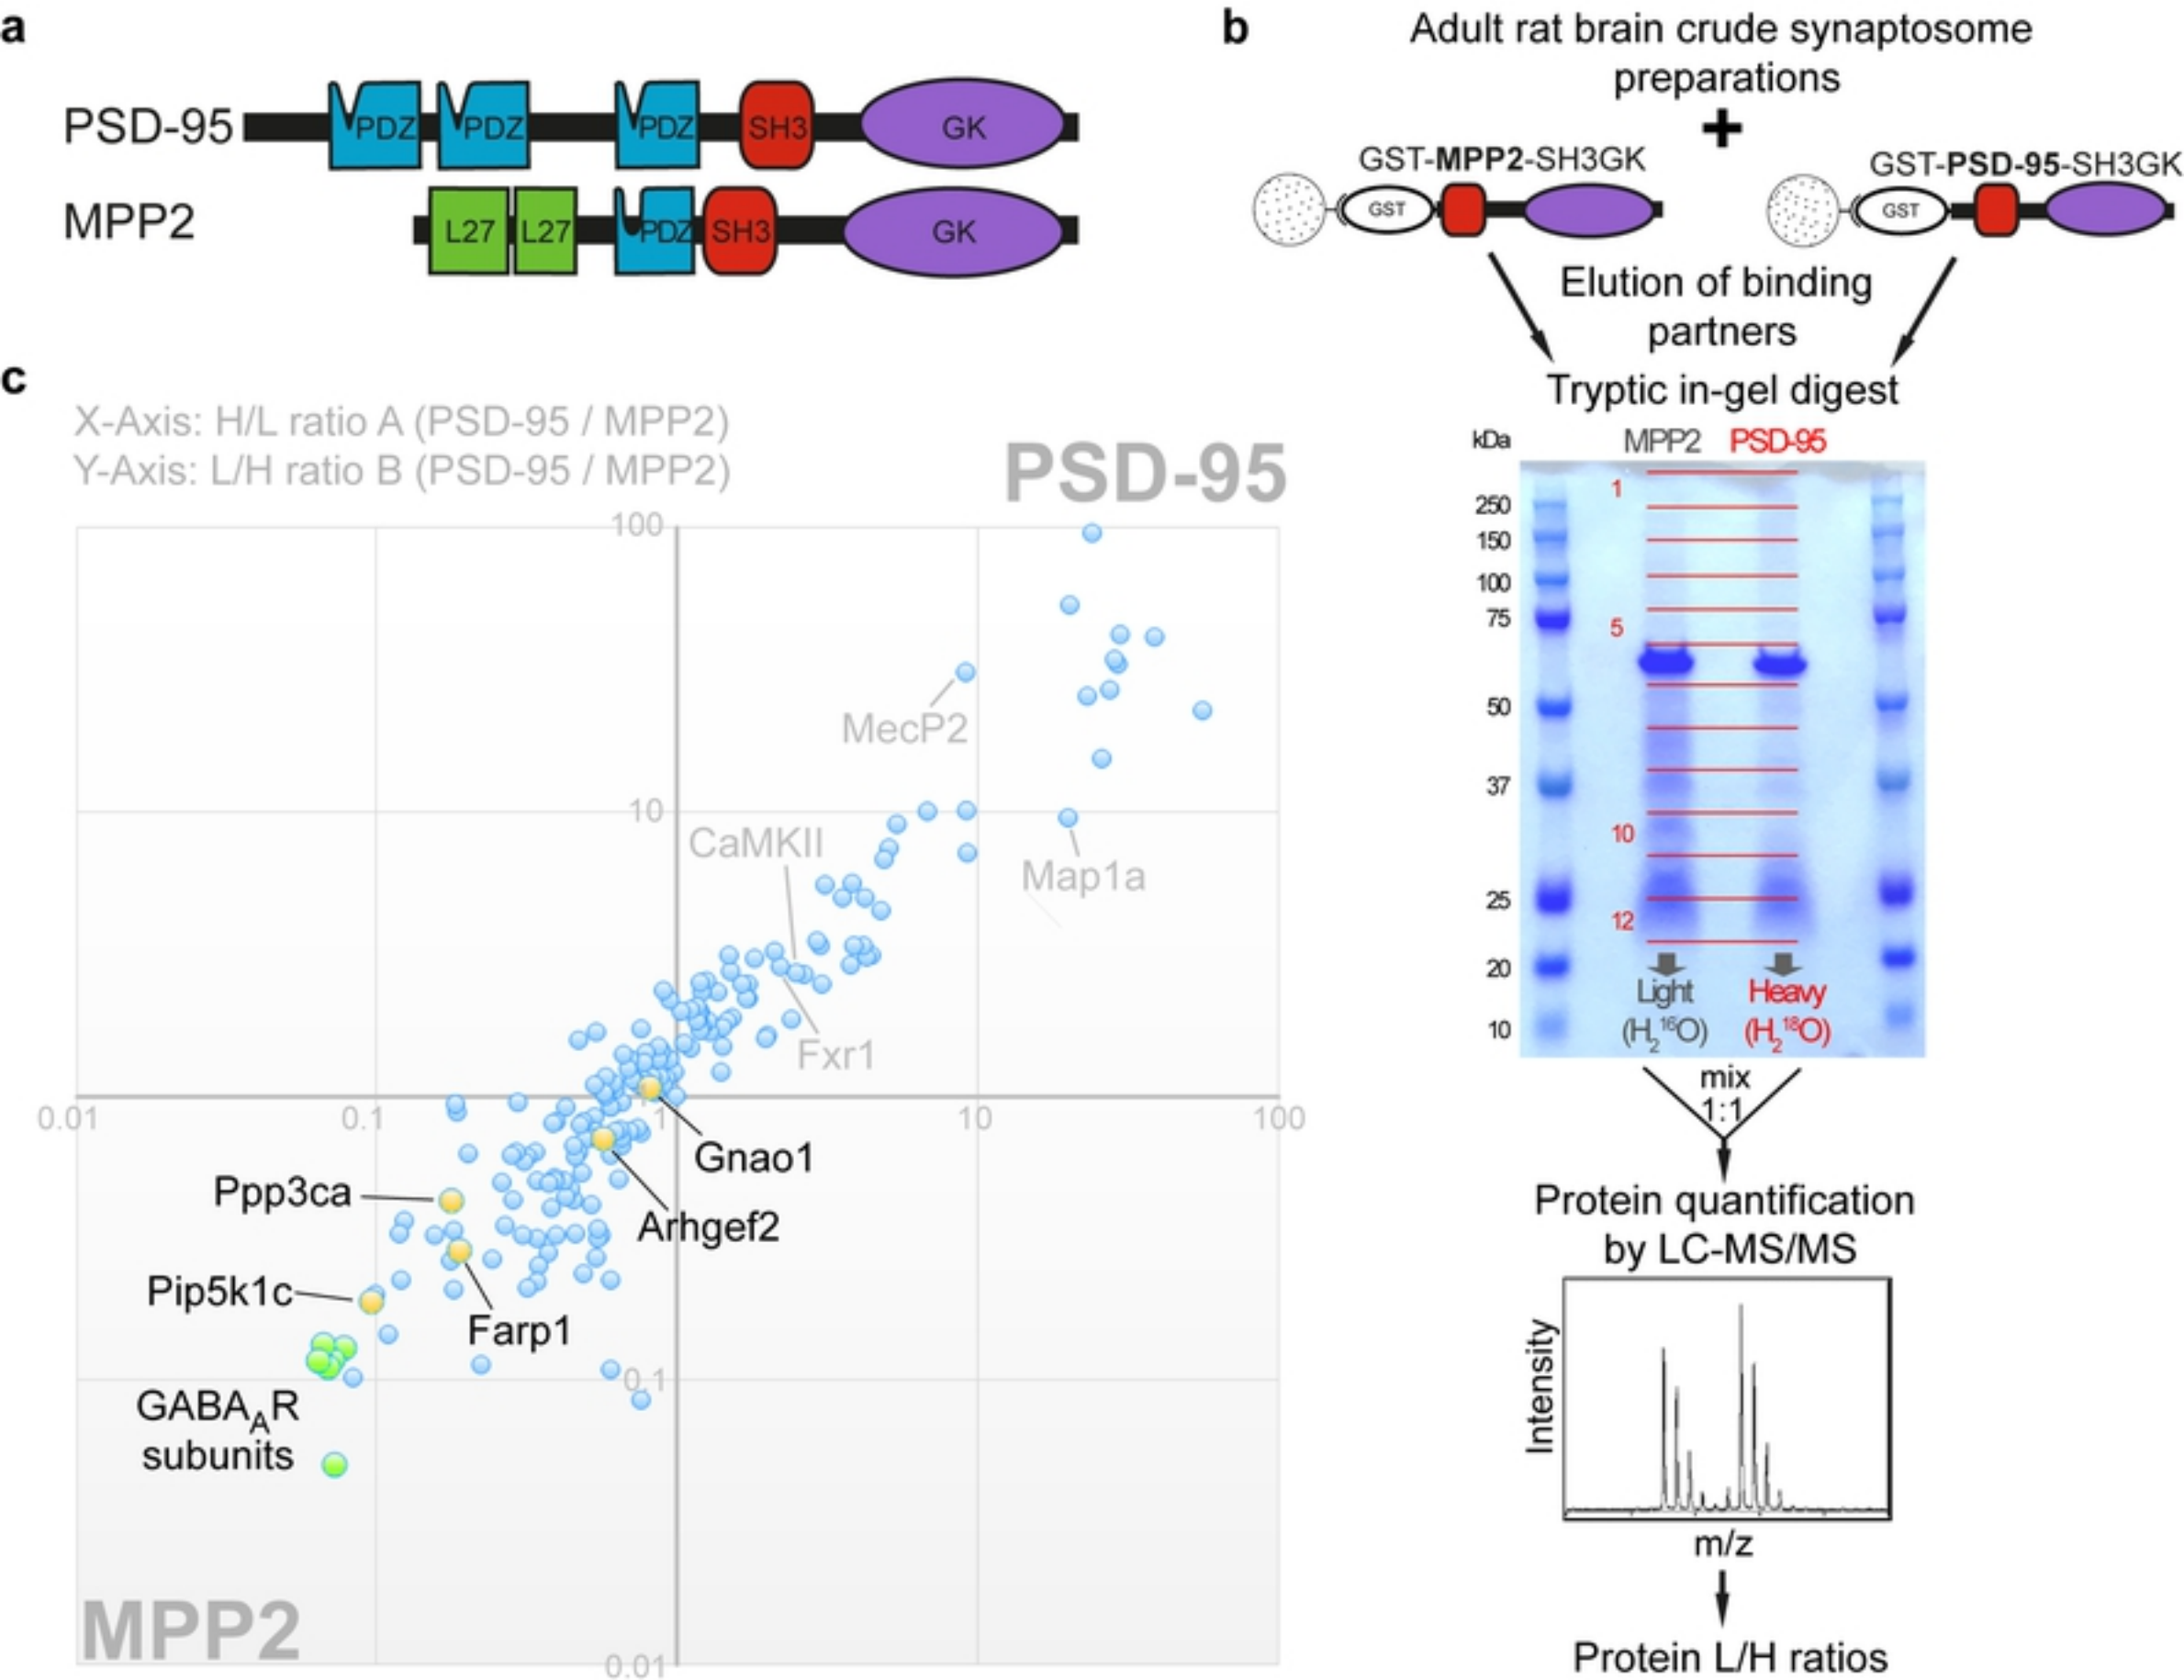 a
PSD-95
PDZ
PDZ
PDZ
SH3
GK
MPP2
L27
L27
PDZ
SH3
GK
b
Adult rat brain crude synaptosome
preparations
+
GST-MPP2-SH3GK
GST-PSD-95-SH3GK
GST
GST
Elution of binding
partners
Tryptic in-gel digest
kDa
MPP2
PSD-95
250
150
100
75
50
37
25
20
10
1
5
10
12
Light
(H₂¹⁶O)
Heavy
(H₂¹⁸O)
mix
1:1
Protein quantification
by LC-MS/MS
Intensity
m/z
Protein L/H ratios
c
X-Axis: H/L ratio A (PSD-95 / MPP2)
Y-Axis: L/H ratio B (PSD-95 / MPP2)
PSD-95
100
10
MecP2
CaMKII
Map1a
Fxr1
0.01
0.1
1
10
100
Gnao1
Ppp3ca
Arhgef2
Pip5k1c
Farp1
0.1
GABA_AR
subunits
MPP2
0.01